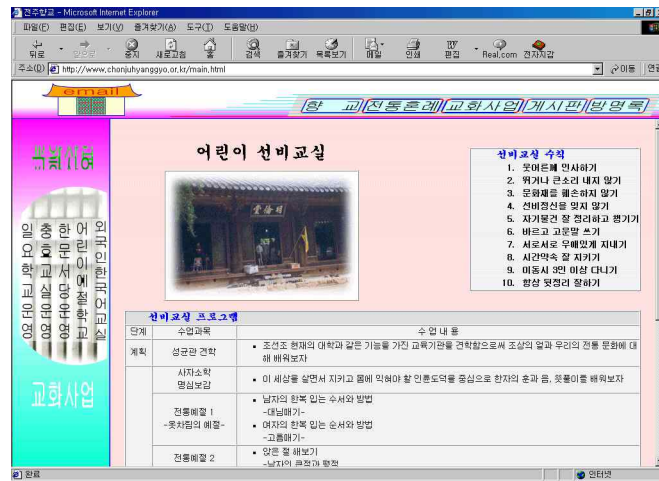 전주향교 - Microsoft Internet Explorer
파일(F) 편집(E) 보기(V) 즐겨찾기(A) 도구(T) 도움말(H)
뒤로 앞으로 중지 새로고침 홈 검색 즐겨찾기 목록보기 메일 인쇄 편집 Real.com 전자지갑
주소(D) http://www.chonjuhyanggyo.or.kr/main.html 이동 연결
email
향 교 전통혼례 교화사업 게시판 방명록
어린이 선비교실
선비교실 수칙
1. 웃어른께 인사하기
2. 뛰거나 큰소리 내지 않기
3. 문화재를 훼손하지 않기
4. 선비정신을 잊지 않기
5. 자기물건 잘 정리하고 챙기기
6. 바르고 고운말 쓰기
7. 서로서로 우애있게 지내기
8. 시간약속 잘 지키기
9. 이동시 3인 이상 다니기
10. 항상 뒷정리 잘하기
일요학교운영
충효교실운영
한문서당운영
어린이예절학교
외국인한국어교실
교화사업
明倫堂
선비교실 프로그램
단계 수업과목 수 업 내 용
계획 성균관 견학 조선조 현재의 대학과 같은 기능을 가진 교육기관을 견학함으로써 조상의 얼과 우리의 전통 문화에 대
해 배워보자
사자소학
명심보감
이 세상을 살면서 지키고 몸에 익혀야 할 인륜도덕을 중심으로 한자의 훈과 음, 뜻풀이를 배워보자
전통예절 1
-옷차림의 예절-
남자의 한복 입는 수서와 방법
-대님매기-
여자의 한복 입는 순서와 방법
-고름매기-
전통예절 2
앉은 절 해보기
-남자의 큰절과 평절
완료
인터넷